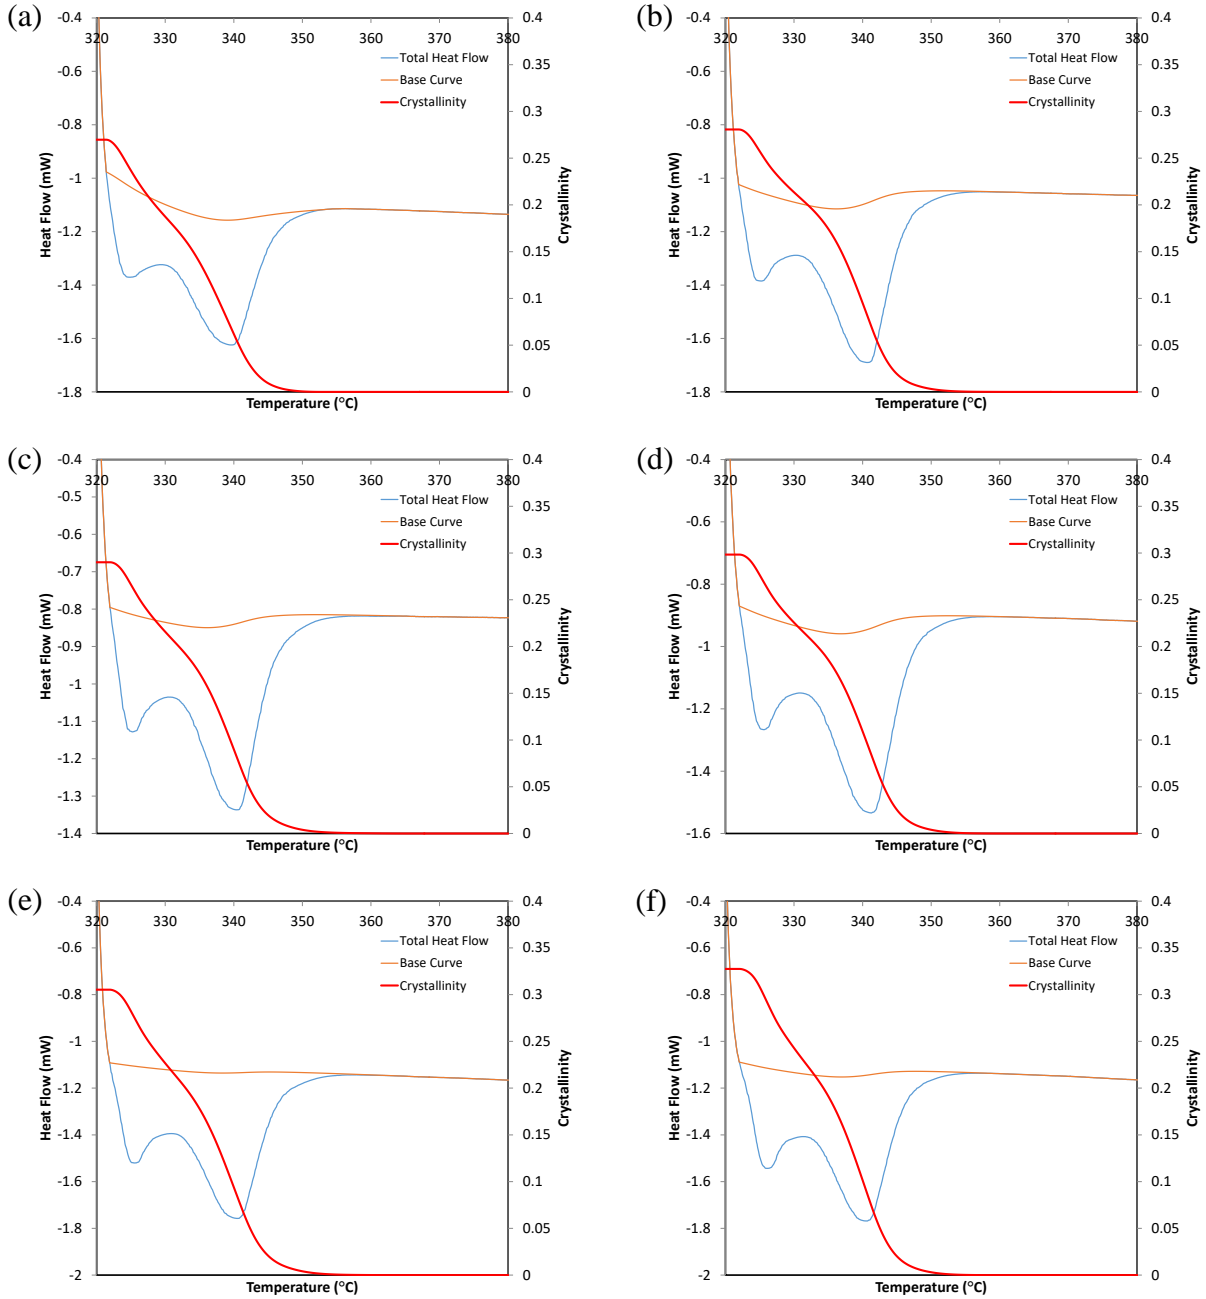 (a)
-0.4
-0.6
-0.8
-1
-1.2
-1.4
-1.6
-1.8
320 330 340 350 360 370 380
0.4
0.35
0.3
0.25
0.2
0.15
0.1
0.05
0
Heat Flow (mW)
Crystallinity
Temperature (°C)
Total Heat Flow
Base Curve
Crystallinity
(b)
-0.4
-0.6
-0.8
-1
-1.2
-1.4
-1.6
-1.8
320 330 340 350 360 370 380
0.4
0.35
0.3
0.25
0.2
0.15
0.1
0.05
0
Heat Flow (mW)
Crystallinity
Temperature (°C)
Total Heat Flow
Base Curve
Crystallinity
(c)
-0.4
-0.5
-0.6
-0.7
-0.8
-0.9
-1
-1.1
-1.2
-1.3
-1.4
320 330 340 350 360 370 380
0.4
0.35
0.3
0.25
0.2
0.15
0.1
0.05
0
Heat Flow (mW)
Crystallinity
Temperature (°C)
Total Heat Flow
Base Curve
Crystallinity
(d)
-0.4
-0.6
-0.8
-1
-1.2
-1.4
-1.6
320 330 340 350 360 370 380
0.4
0.35
0.3
0.25
0.2
0.15
0.1
0.05
0
Heat Flow (mW)
Crystallinity
Temperature (°C)
Total Heat Flow
Base Curve
Crystallinity
(e)
-0.4
-0.6
-0.8
-1
-1.2
-1.4
-1.6
-1.8
-2
320 330 340 350 360 370 380
0.4
0.35
0.3
0.25
0.2
0.15
0.1
0.05
0
Heat Flow (mW)
Crystallinity
Temperature (°C)
Total Heat Flow
Base Curve
Crystallinity
(f)
-0.4
-0.6
-0.8
-1
-1.2
-1.4
-1.6
-1.8
-2
320 330 340 350 360 370 380
0.4
0.35
0.3
0.25
0.2
0.15
0.1
0.05
0
Heat Flow (mW)
Crystallinity
Temperature (°C)
Total Heat Flow
Base Curve
Crystallinity